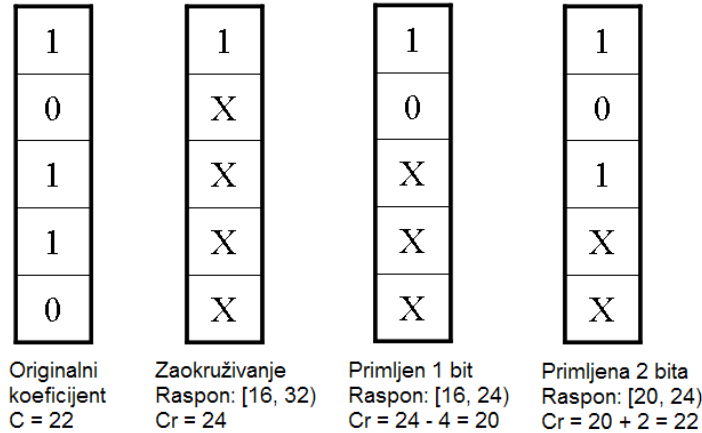 1 1 1 1
0 X 0 0
1 X X 1
1 X X X
0 X X X
Originalni
koeficijent
C = 22
Zaokruživanje
Raspon: [16, 32)
Cr = 24
Primljen 1 bit
Raspon: [16, 24)
Cr = 24 - 4 = 20
Primljena 2 bita
Raspon: [20, 24)
Cr = 20 + 2 = 22